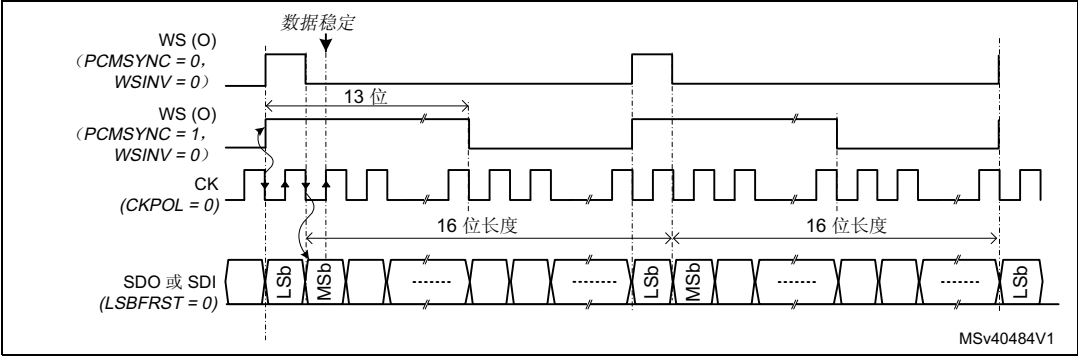 数据稳定
WS (O)
（PCMSYNC = 0，
WSINV = 0）
13 位
WS (O)
（PCMSYNC = 1，
WSINV = 0）
CK
(CKPOL = 0)
16 位长度
16 位长度
SDO 或 SDI
(LSBFRST = 0)
LSb
MSb
LSb
MSb
LSb
MSv40484V1